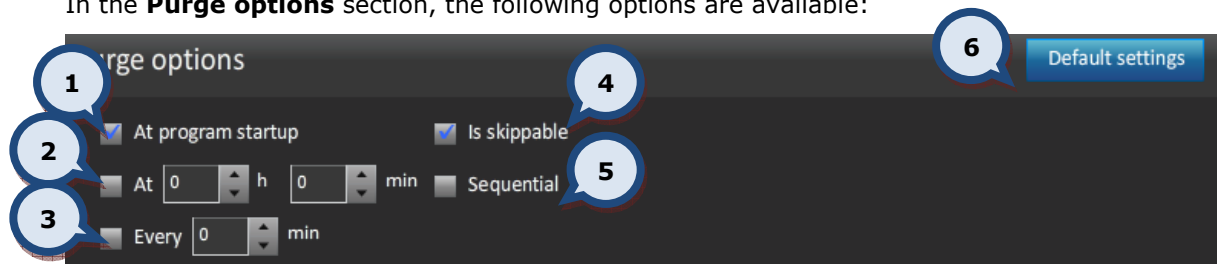 In the Purge options section, the following options are available:
6
urge options
Default settings
1
4
At program startup
Is skippable
2
5
At 0 h 0 min
Sequential
3
Every 0 min